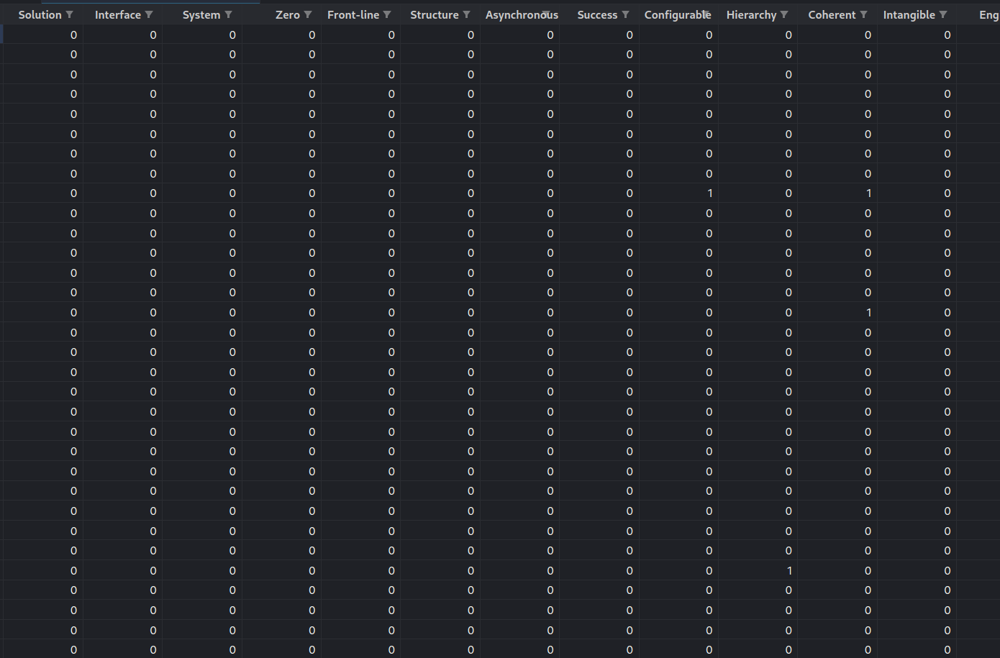 Solution Interface System Zero Front-line Structure Asynchronous Success Configurable Hierarchy Coherent Intangible Eng
0 0 0 0 0 0 0 0 0 0 0 0
0 0 0 0 0 0 0 0 0 0 0 0
0 0 0 0 0 0 0 0 0 0 0 0
0 0 0 0 0 0 0 0 0 0 0 0
0 0 0 0 0 0 0 0 0 0 0 0
0 0 0 0 0 0 0 0 0 0 0 0
0 0 0 0 0 0 0 0 0 0 0 0
0 0 0 0 0 0 0 0 0 0 0 0
0 0 0 0 0 0 0 0 1 0 1 0
0 0 0 0 0 0 0 0 0 0 0 0
0 0 0 0 0 0 0 0 0 0 0 0
0 0 0 0 0 0 0 0 0 0 0 0
0 0 0 0 0 0 0 0 0 0 0 0
0 0 0 0 0 0 0 0 0 0 0 0
0 0 0 0 0 0 0 0 0 0 1 0
0 0 0 0 0 0 0 0 0 0 0 0
0 0 0 0 0 0 0 0 0 0 0 0
0 0 0 0 0 0 0 0 0 0 0 0
0 0 0 0 0 0 0 0 0 0 0 0
0 0 0 0 0 0 0 0 0 0 0 0
0 0 0 0 0 0 0 0 0 0 0 0
0 0 0 0 0 0 0 0 0 0 0 0
0 0 0 0 0 0 0 0 0 0 0 0
0 0 0 0 0 0 0 0 0 0 0 0
0 0 0 0 0 0 0 0 0 0 0 0
0 0 0 0 0 0 0 0 0 0 0 0
0 0 0 0 0 0 0 0 0 0 0 0
0 0 0 0 0 0 0 0 0 1 0 0
0 0 0 0 0 0 0 0 0 0 0 0
0 0 0 0 0 0 0 0 0 0 0 0
0 0 0 0 0 0 0 0 0 0 0 0
0 0 0 0 0 0 0 0 0 0 0 0